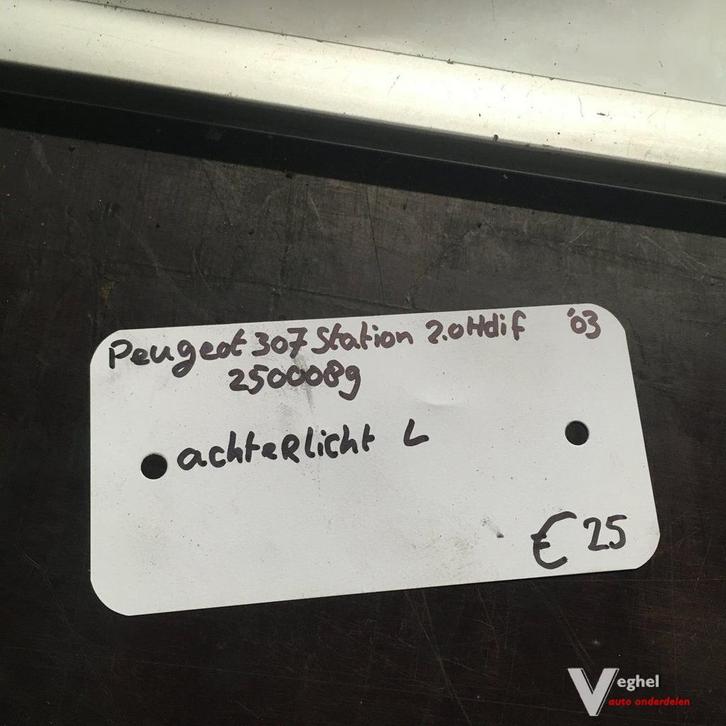 Peugeot 307 Station 2.0Hdif '03
2500089
achterlicht L
€ 25
Veghel
auto onderdelen